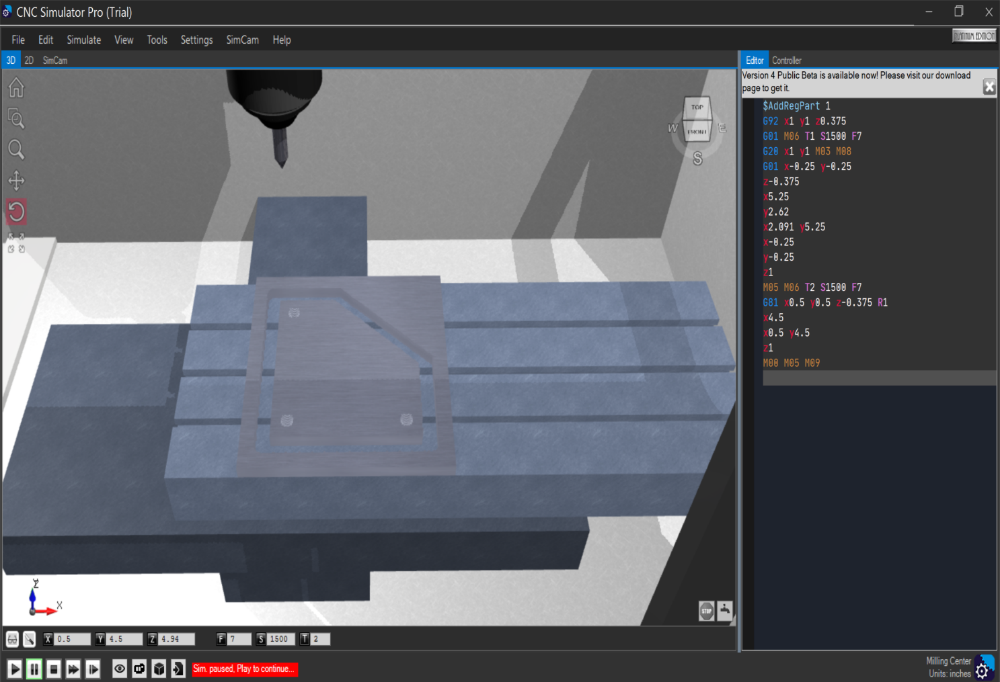 CNC Simulator Pro (Trial)
File Edit Simulate View Tools Settings SimCam Help
PLATINUM EDITION
3D 2D SimCam
Editor Controller
Version 4 Public Beta is available now! Please visit our download
page to get it.
$AddRegPart 1
G92 x1 y1 z0.375
G01 M06 T1 S1500 F7
G20 x1 y1 M03 M08
G01 x-0.25 y-0.25
z-0.375
x5.25
y2.62
x2.091 y5.25
x-0.25
y-0.25
z1
M05 M06 T2 S1500 F7
G81 x0.5 y0.5 z-0.375 R1
x4.5
x0.5 y4.5
z1
M00 M05 M09
TOP
W FRONT E
S
Z
X
STOP
X 0.5 Y 4.5 Z 4.94 F 7 S 1500 T 2
Sim. paused, Play to continue...
Milling Center
Units: inches